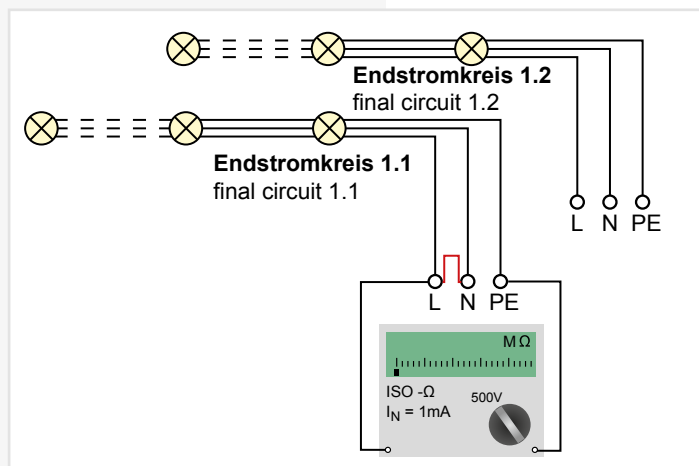 Endstromkreis 1.2
final circuit 1.2
Endstromkreis 1.1
final circuit 1.1
L N PE
L N PE
MΩ
ISO -Ω
500V
I_N = 1mA